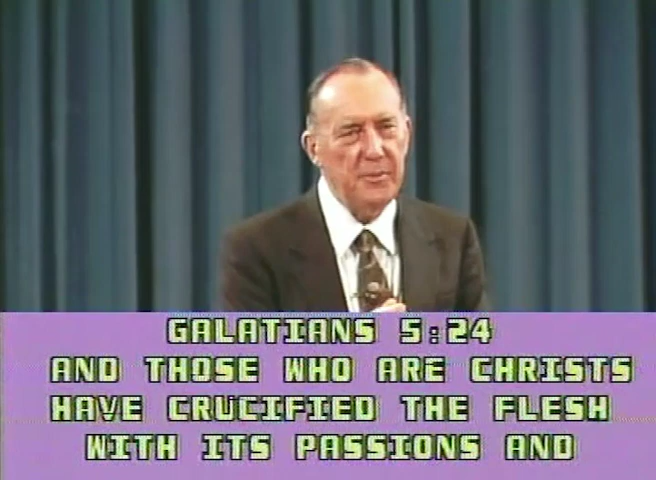 GALATIANS 5:24
AND THOSE WHO ARE CHRISTS
HAVE CRUCIFIED THE FLESH
WITH ITS PASSIONS AND